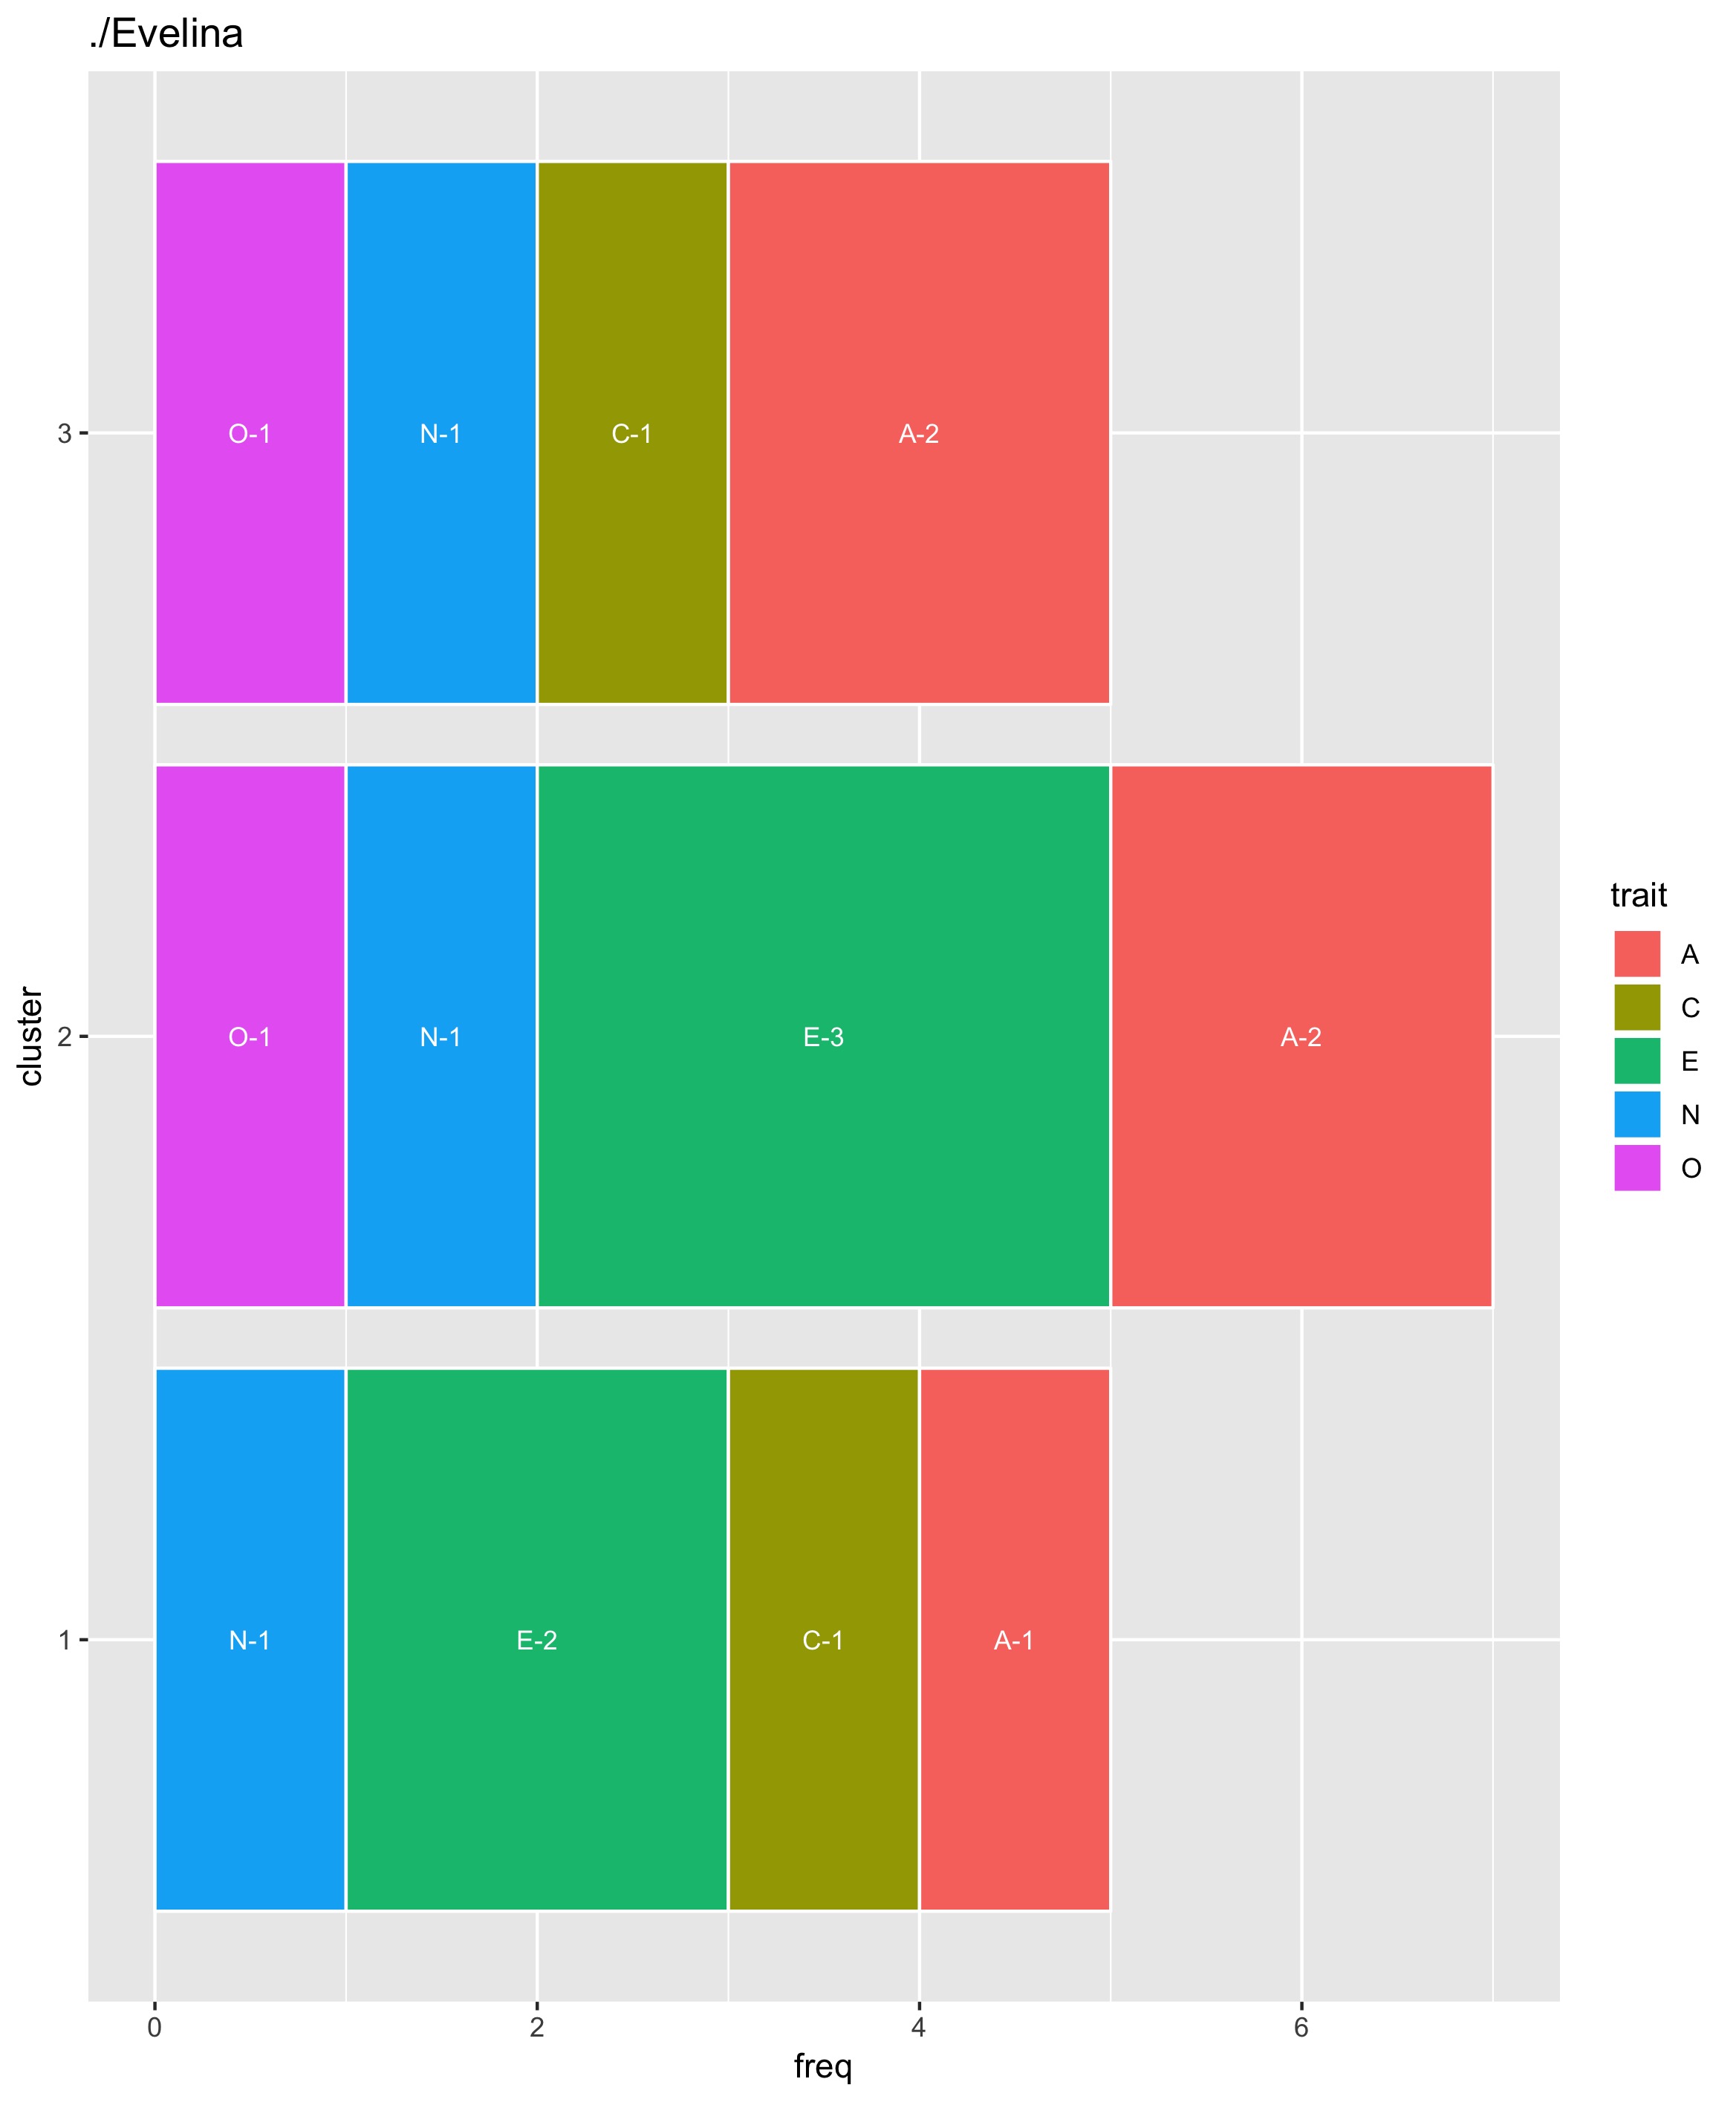 ./Evelina
3
O-1 N-1 C-1 A-2
cluster
2
O-1 N-1 E-3 A-2
1
N-1 E-2 C-1 A-1
0 2 4 6
freq
trait
A
C
E
N
O